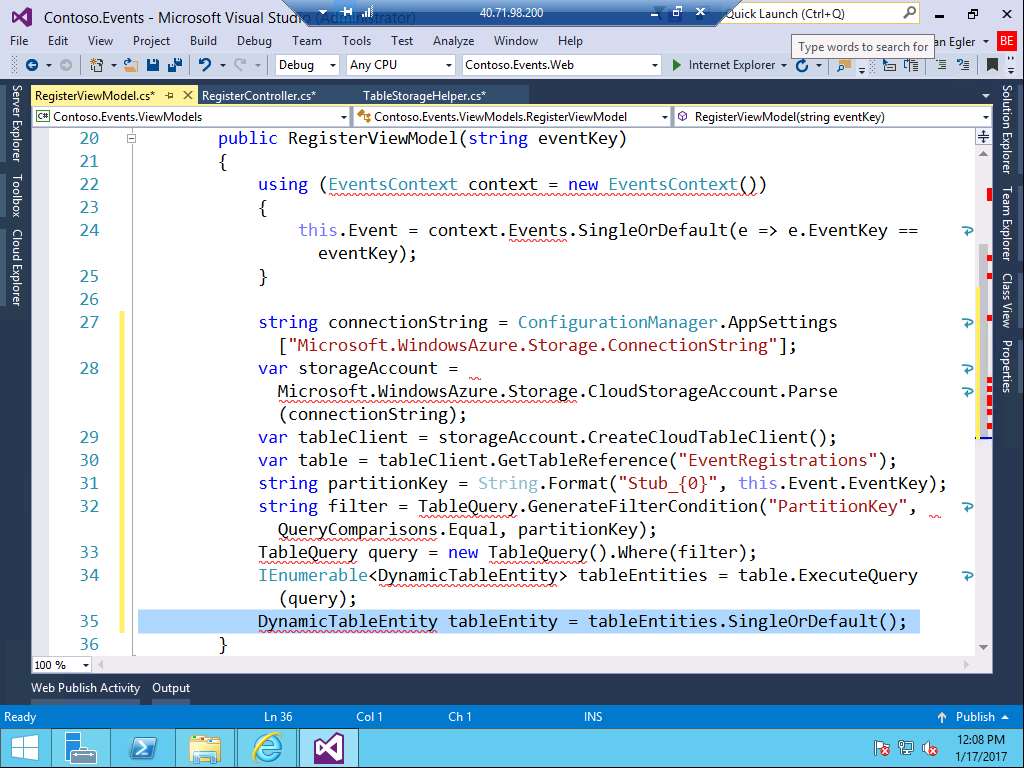 Contoso.Events - Microsoft Visual Studio (Administrator)
40.71.98.200
Quick Launch (Ctrl+Q)
File Edit View Project Build Debug Team Tools Test Analyze Window Help
Type words to search for
an Egler
BE
Debug Any CPU Contoso.Events.Web Internet Explorer
RegisterViewModel.cs* RegisterController.cs* TableStorageHelper.cs*
C# Contoso.Events.ViewModels Contoso.Events.ViewModels.RegisterViewModel RegisterViewModel(string eventKey)
Server Explorer
Toolbox
Cloud Explorer
20 public RegisterViewModel(string eventKey)
21 {
22 using (EventsContext context = new EventsContext())
23 {
24 this.Event = context.Events.SingleOrDefault(e => e.EventKey ==
eventKey);
25 }
26
27 string connectionString = ConfigurationManager.AppSettings
["Microsoft.WindowsAzure.Storage.ConnectionString"];
28 var storageAccount =
Microsoft.WindowsAzure.Storage.CloudStorageAccount.Parse
(connectionString);
29 var tableClient = storageAccount.CreateCloudTableClient();
30 var table = tableClient.GetTableReference("EventRegistrations");
31 string partitionKey = String.Format("Stub_{0}", this.Event.EventKey);
32 string filter = TableQuery.GenerateFilterCondition("PartitionKey",
QueryComparisons.Equal, partitionKey);
33 TableQuery query = new TableQuery().Where(filter);
34 IEnumerable<DynamicTableEntity> tableEntities = table.ExecuteQuery
(query);
35 DynamicTableEntity tableEntity = tableEntities.SingleOrDefault();
36 }
Solution Explorer
Team Explorer
Class View
Properties
100 %
Web Publish Activity Output
Ready Ln 36 Col 1 Ch 1 INS Publish
12:08 PM
1/17/2017